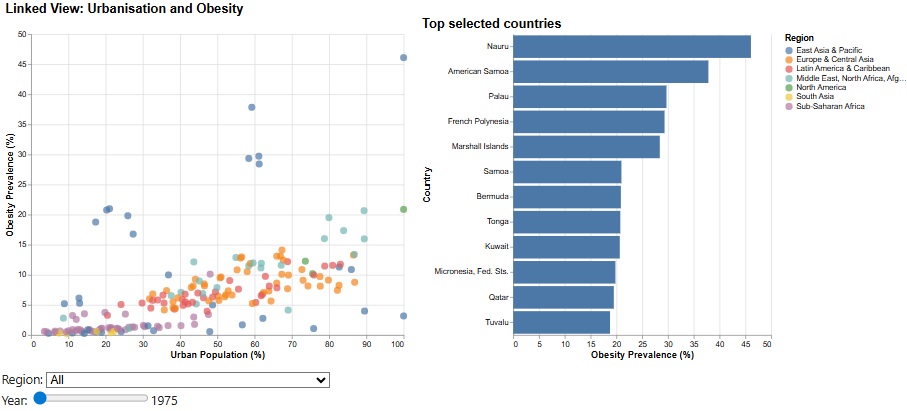 Linked View: Urbanisation and Obesity
50
45
40
35
30
25
20
15
10
5
0
Obesity Prevalence (%)
0 10 20 30 40 50 60 70 80 90 100
Urban Population (%)
Top selected countries
Country
Nauru
American Samoa
Palau
French Polynesia
Marshall Islands
Samoa
Bermuda
Tonga
Kuwait
Micronesia, Fed. Sts.
Qatar
Tuvalu
0 5 10 15 20 25 30 35 40 45 50
Obesity Prevalence (%)
Region
East Asia & Pacific
Europe & Central Asia
Latin America & Caribbean
Middle East, North Africa, Afg…
North America
South Asia
Sub-Saharan Africa
Region: All
Year: 1975